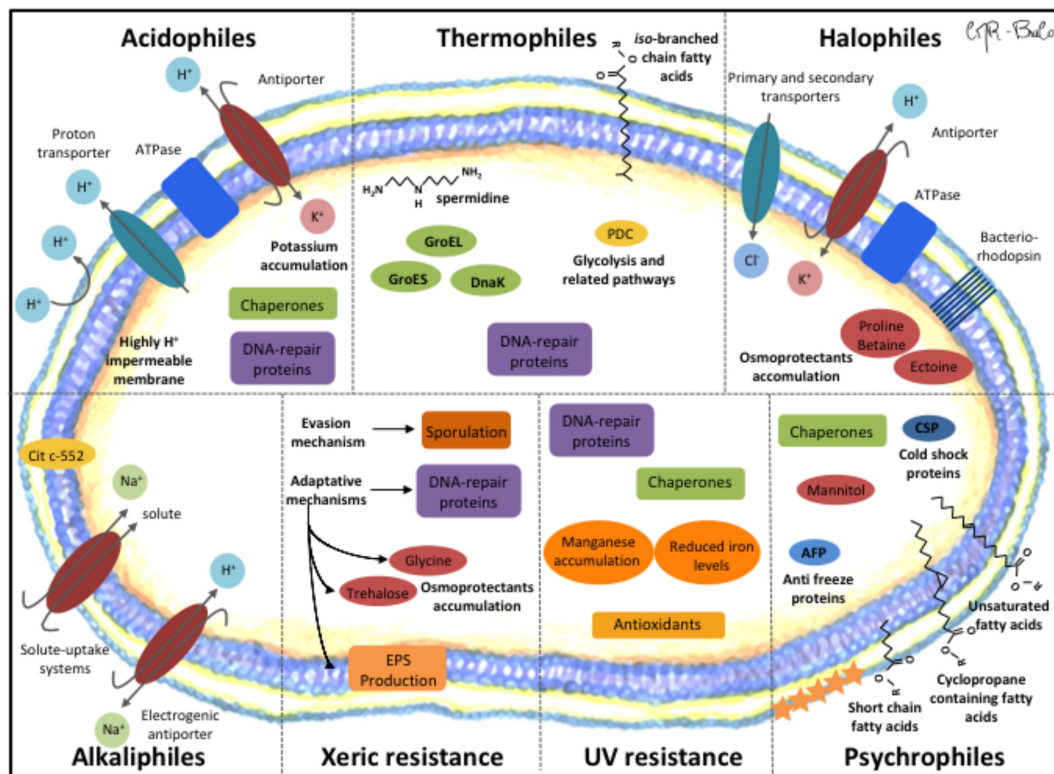 Acidophiles
H⁺
Antiporter
Proton
transporter
ATPase
H⁺
H⁺
H⁺
K⁺
Potassium
accumulation
Chaperones
DNA-repair
proteins
Highly H⁺
impermeable
membrane
Thermophiles
iso-branched
chain fatty
acids
R
O
O
H₂N
N
H
NH₂
spermidine
GroEL
GroES
DnaK
PDC
Glycolysis and
related pathways
DNA-repair
proteins
Halophiles
Primary and secondary
transporters
H⁺
Antiporter
ATPase
Bacterio-
rhodopsin
Cl⁻
K⁺
Proline
Betaine
Ectoine
Osmoprotectants
accomulation
Cit c-552
Na⁺
solute
H⁺
Solute-uptake
systems
Na⁺
Electrogenic
antiporter
Alkaliphiles
Evasion
mechanism
Sporulation
Adaptative
mechanisms
DNA-repair
proteins
Glycine
Trehalose
Osmoprotectants
accumulation
EPS
Production
Xeric resistance
DNA-repair
proteins
Chaperones
Manganese
accumulation
Reduced iron
levels
Antioxidants
UV resistance
Chaperones
CSP
Cold shock
proteins
Mannitol
AFP
Anti freeze
proteins
O
O
R
Unsaturated
fatty acids
O
O
R
Cyclopropane
containing fatty
acids
O
O
R
Short chain
fatty acids
Psychrophiles